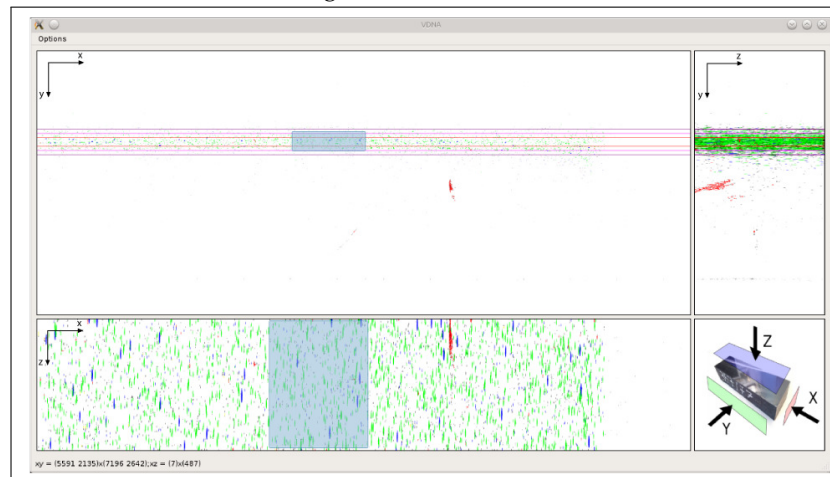 VDNA
Options
x
y
z
y
x
z
Z
X
Y
xy = (5591 2135)x(7196 2642);xz = (7)x(487)